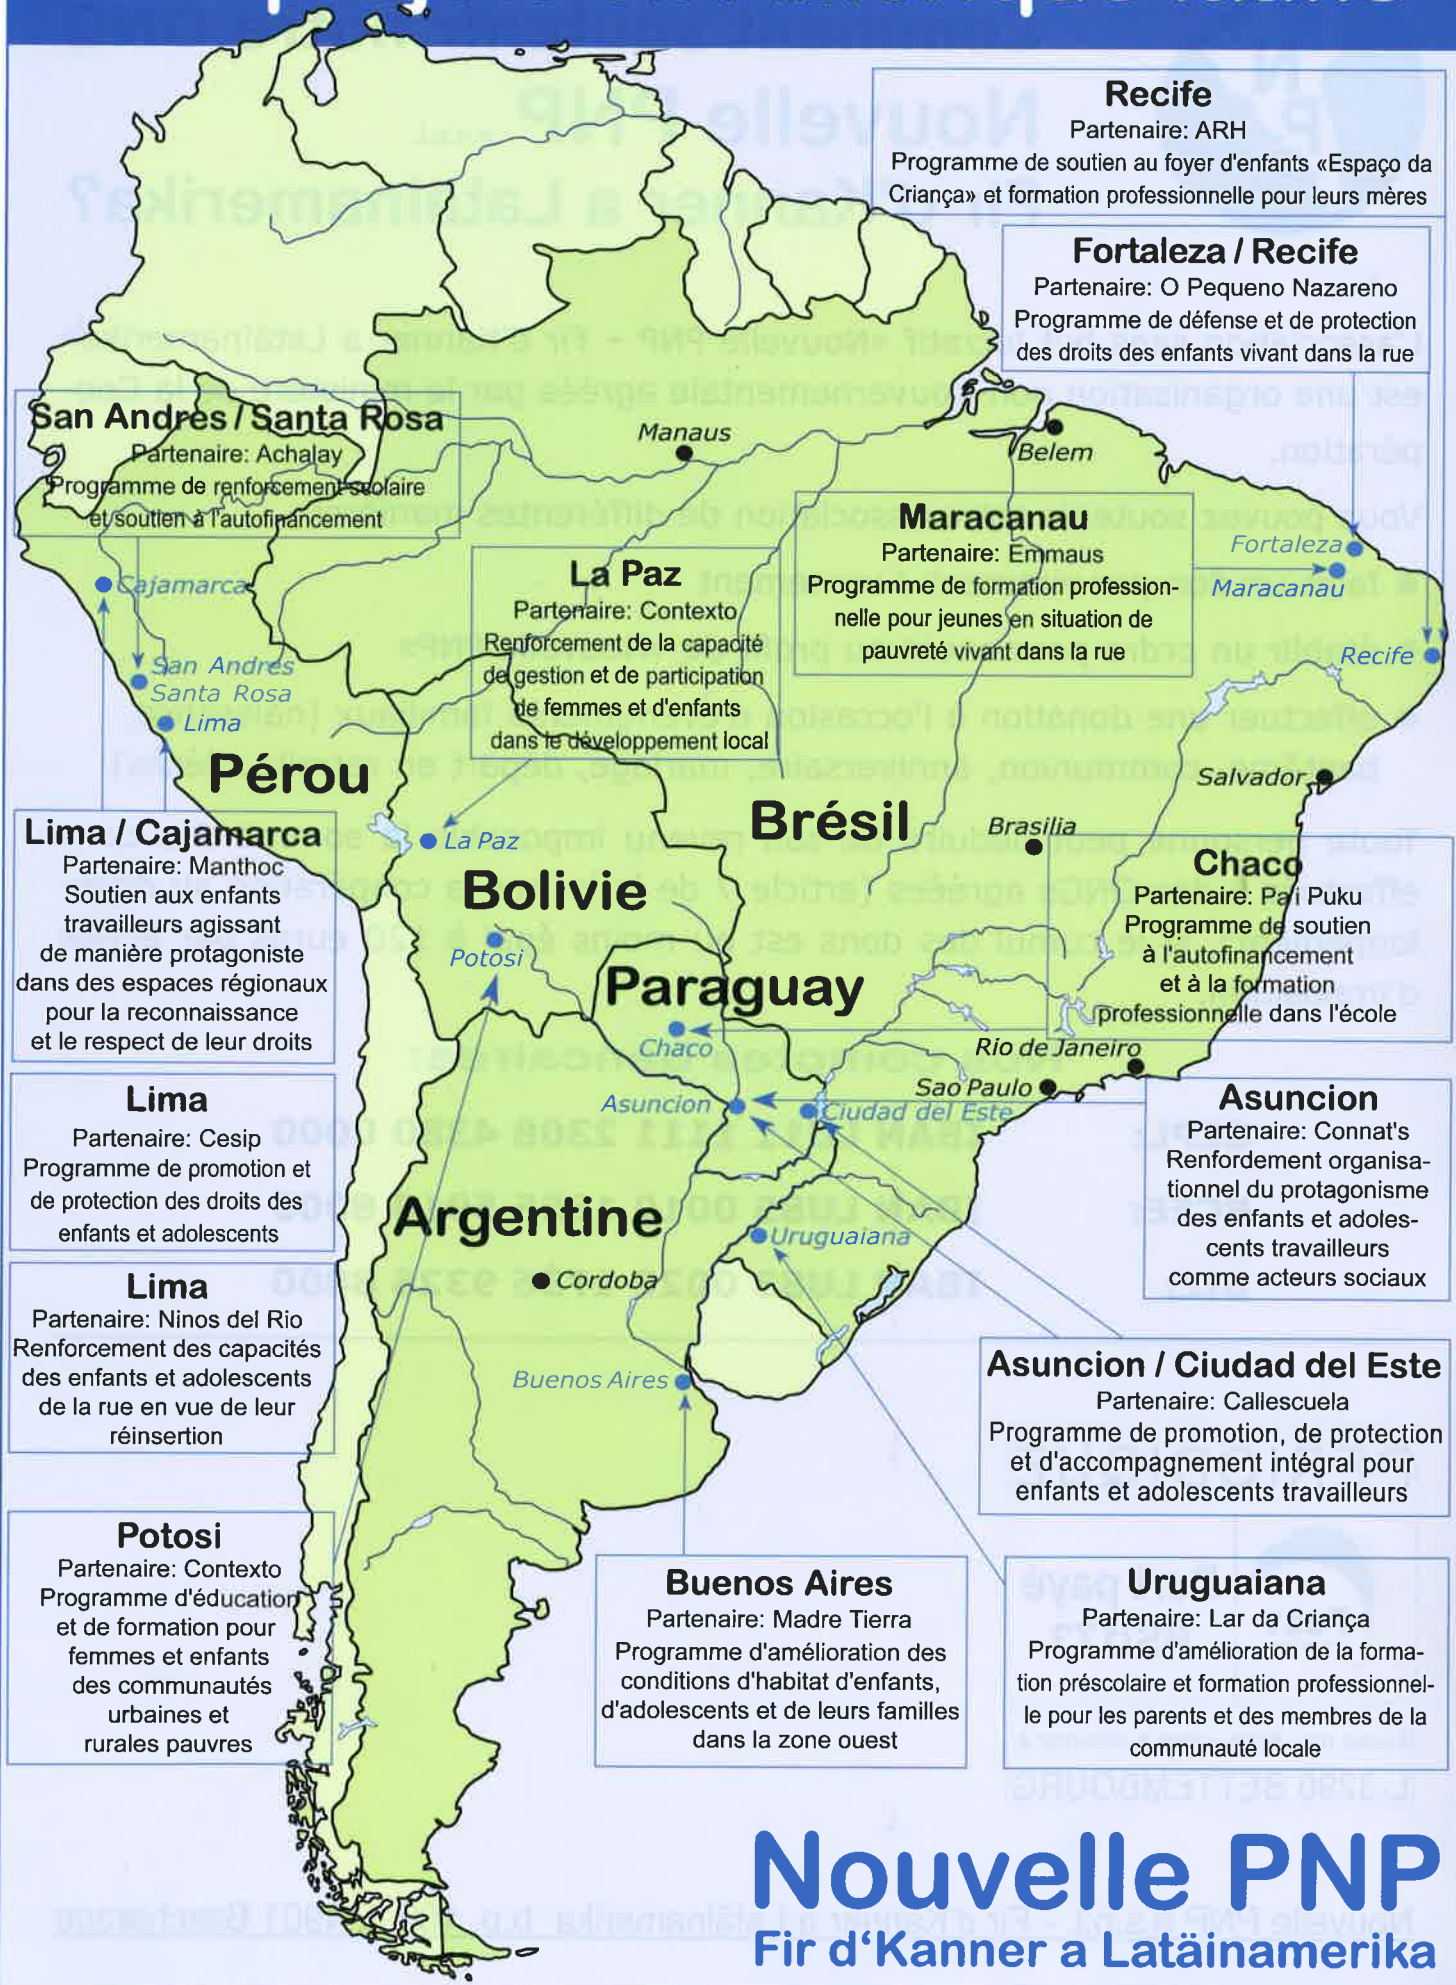 Recife
Partenaire: ARH
Programme de soutien au foyer d'enfants «Espaço da
Criança» et formation professionnelle pour leurs mères
Fortaleza / Recife
Partenaire: O Pequeno Nazareno
Programme de défense et de protection
des droits des enfants vivant dans la rue
San Andres / Santa Rosa
Partenaire: Achalay
Programme de renforcement scolaire
et soutien à l'autofinancement
Manaus
Belem
Maracanau
Partenaire: Emmaus
Programme de formation profession-
nelle pour jeunes en situation de
pauvreté vivant dans la rue
Fortaleza
Maracanau
Recife
La Paz
Partenaire: Contexto
Renforcement de la capacité
de gestion et de participation
de femmes et d'enfants
dans le développement local
Cajamarca
San Andres
Santa Rosa
Lima
Pérou
Salvador
Brésil
Brasilia
La Paz
Bolivie
Potosi
Lima / Cajamarca
Partenaire: Manthoc
Soutien aux enfants
travailleurs agissant
de manière protagoniste
dans des espaces régionaux
pour la reconnaissance
et le respect de leur droits
Chaco
Partenaire: Pa'i Puku
Programme de soutien
à l'autofinancement
et à la formation
professionnelle dans l'école
Paraguay
Chaco
Rio de Janeiro
Sao Paulo
Asuncion
Ciudad del Este
Lima
Partenaire: Cesip
Programme de promotion et
de protection des droits des
enfants et adolescents
Asuncion
Partenaire: Connat's
Renfordement organisa-
tionnel du protagonisme
des enfants et adoles-
cents travailleurs
comme acteurs sociaux
Argentine
Uruguaiana
Cordoba
Lima
Partenaire: Ninos del Rio
Renforcement des capacités
des enfants et adolescents
de la rue en vue de leur
réinsertion
Buenos Aires
Asuncion / Ciudad del Este
Partenaire: Callescuela
Programme de promotion, de protection
et d'accompagnement intégral pour
enfants et adolescents travailleurs
Potosi
Partenaire: Contexto
Programme d'éducation
et de formation pour
femmes et enfants
des communautés
urbaines et
rurales pauvres
Buenos Aires
Partenaire: Madre Tierra
Programme d'amélioration des
conditions d'habitat d'enfants,
d'adolescents et de leurs familles
dans la zone ouest
Uruguaiana
Partenaire: Lar da Criança
Programme d'amélioration de la forma-
tion préscolaire et formation professionnel-
le pour les parents et des membres de la
communauté locale
Nouvelle PNP
Fir d'Kanner a Latäinamerika